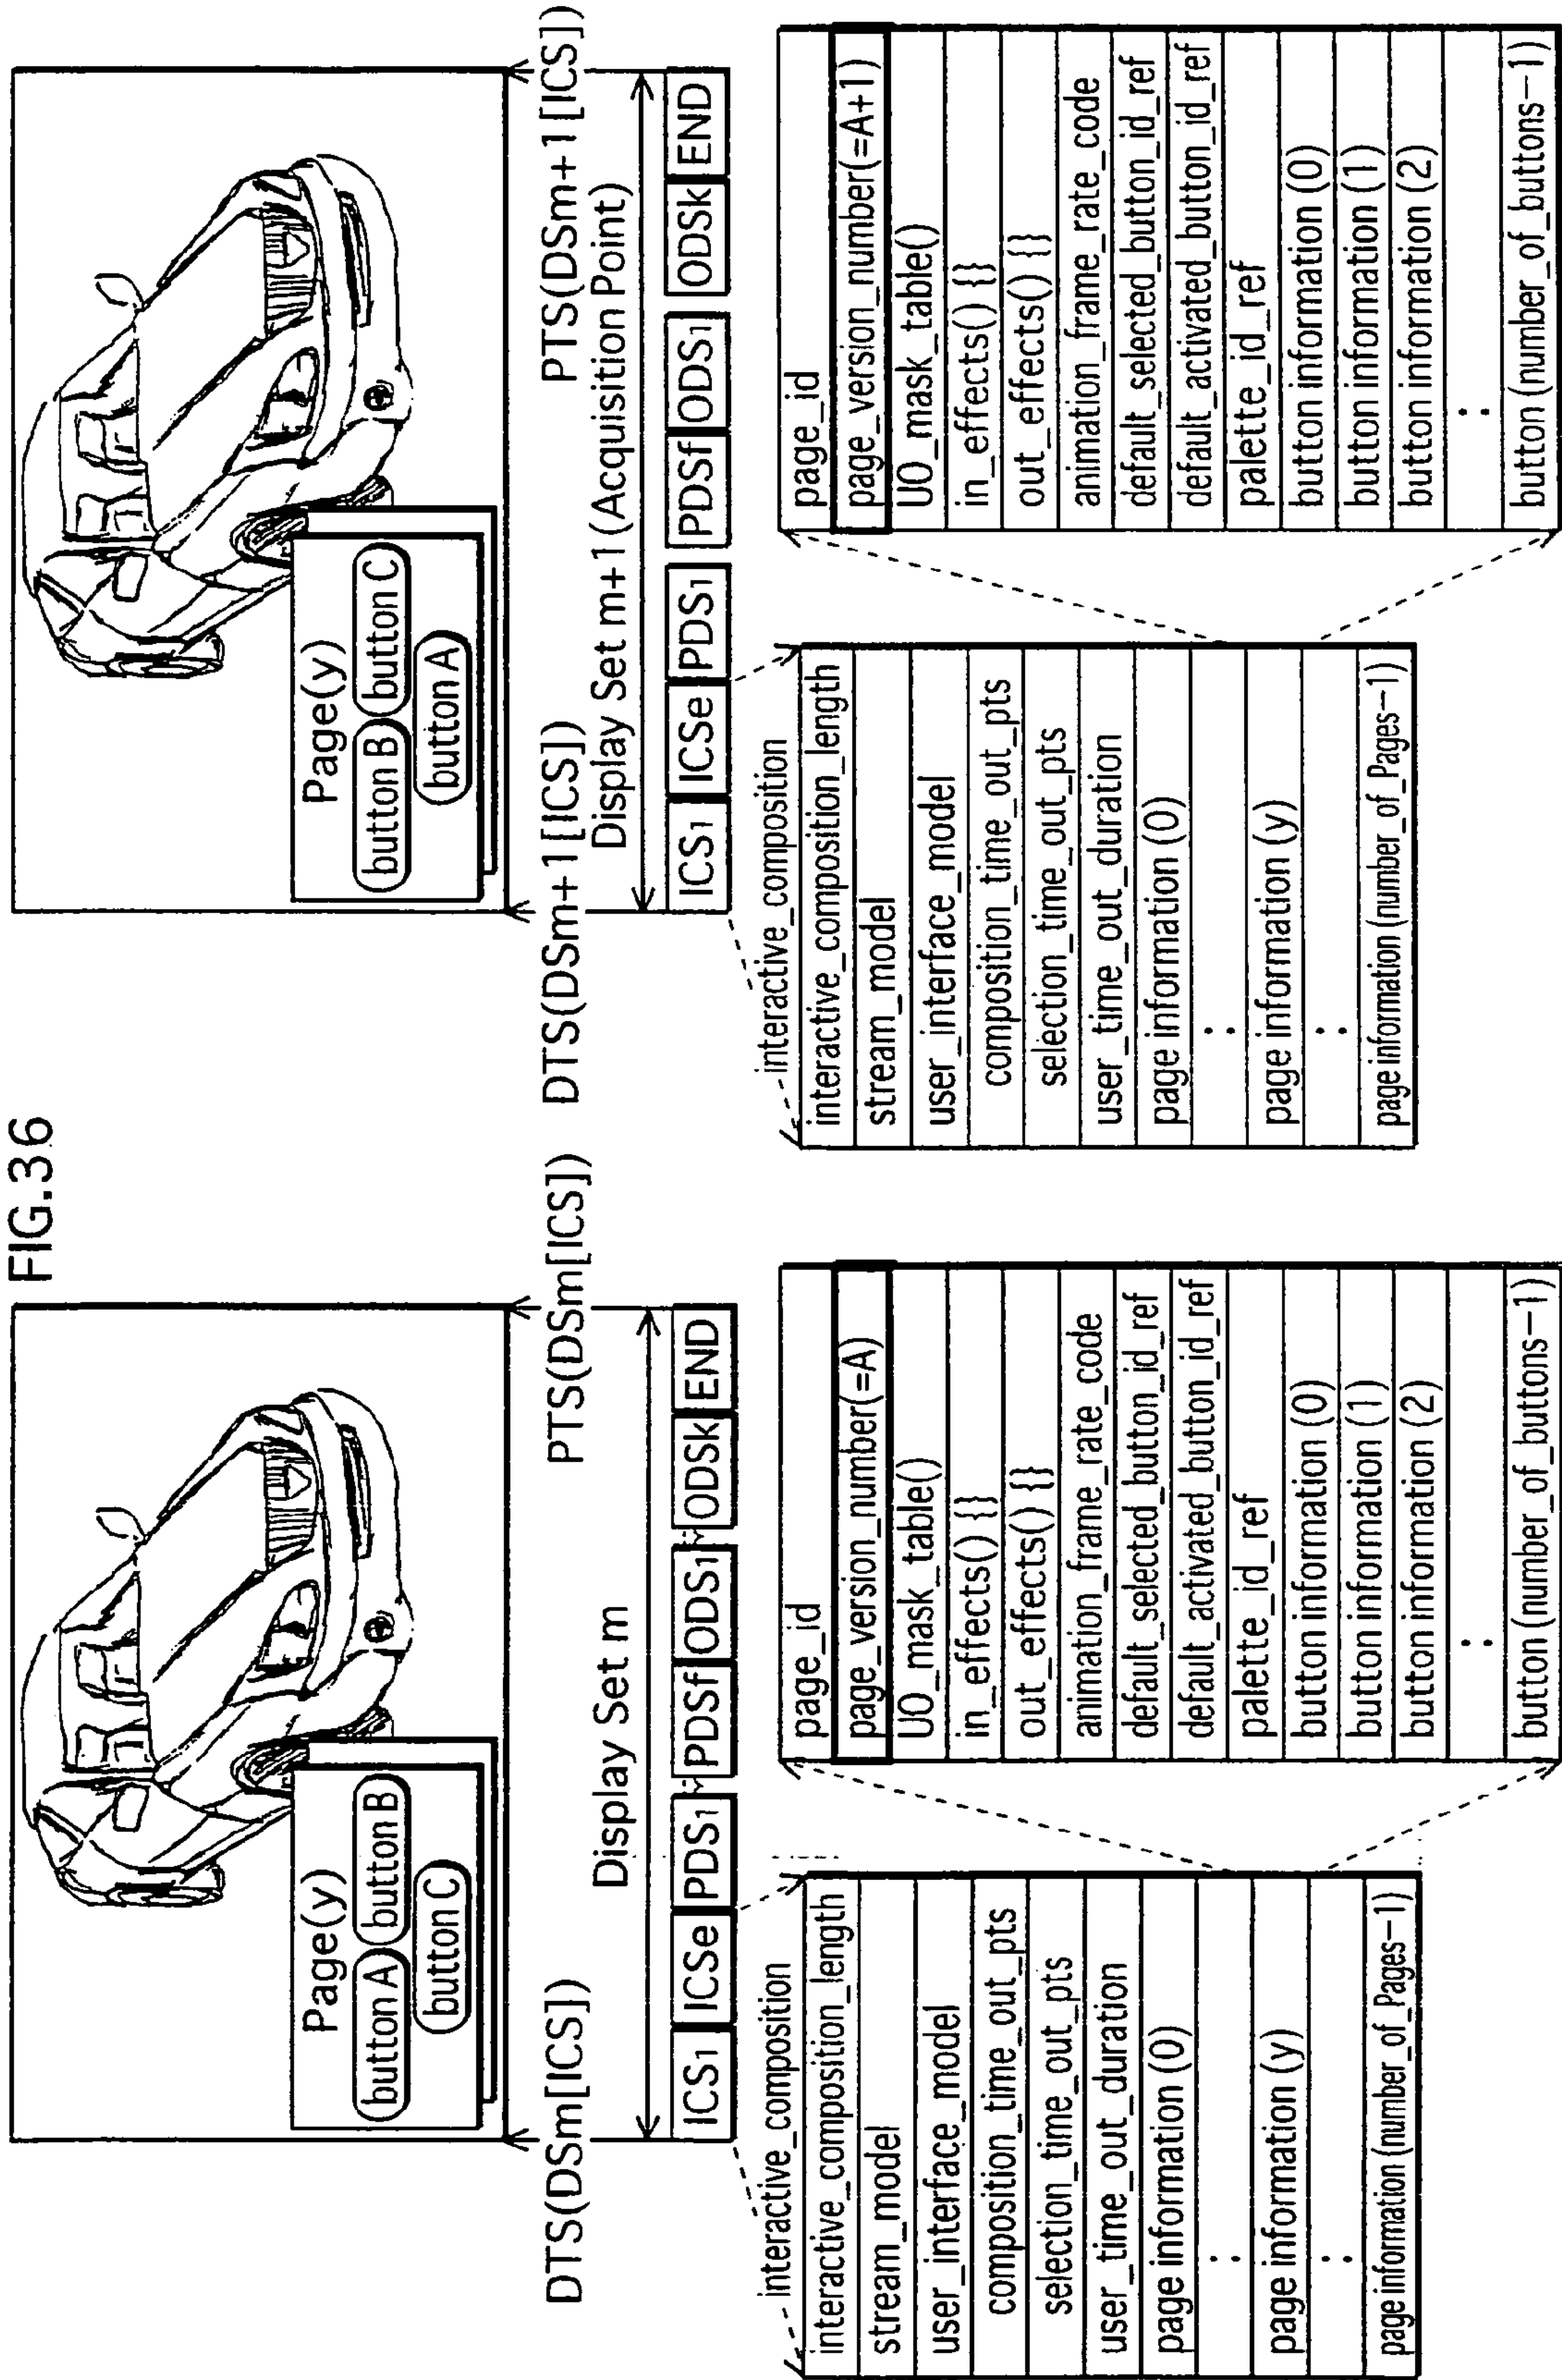 FIG.36
Page(y)
button A button B
button C
DTS(DSm[ICS])
PTS(DSm[ICS])
Display Set m
ICS1 ICSe PDS1 PDSf ODS1 ODSk END
interactive_composition
interactive_composition_length
stream_model
user_interface_model
composition_time_out_pts
selection_time_out_pts
user_time_out_duration
page information (0)
:
page information (y)
:
page information (number_of_Pages-1)
page_id
page_version_number(=A)
UO_mask_table()
in_effects() {}
out_effects() {}
animation_frame_rate_code
default_selected_button_id_ref
default_activated_button_id_ref
palette_id_ref
button information (0)
button information (1)
button information (2)
:
button (number_of_buttons-1)
Page(y)
button B button C
button A
DTS(DSm+1[ICS])
PTS(DSm+1[ICS])
Display Set m+1(Acquisition Point)
ICS1 ICSe PDS1 PDSf ODS1 ODSk END
interactive_composition
interactive_composition_length
stream_model
user_interface_model
composition_time_out_pts
selection_time_out_pts
user_time_out_duration
page information (0)
:
page information (y)
:
page information (number_of_Pages-1)
page_id
page_version_number(=A+1)
UO_mask_table()
in_effects() {}
out_effects() {}
animation_frame_rate_code
default_selected_button_id_ref
default_activated_button_id_ref
palette_id_ref
button information (0)
button information (1)
button information (2)
:
button (number_of_buttons-1)